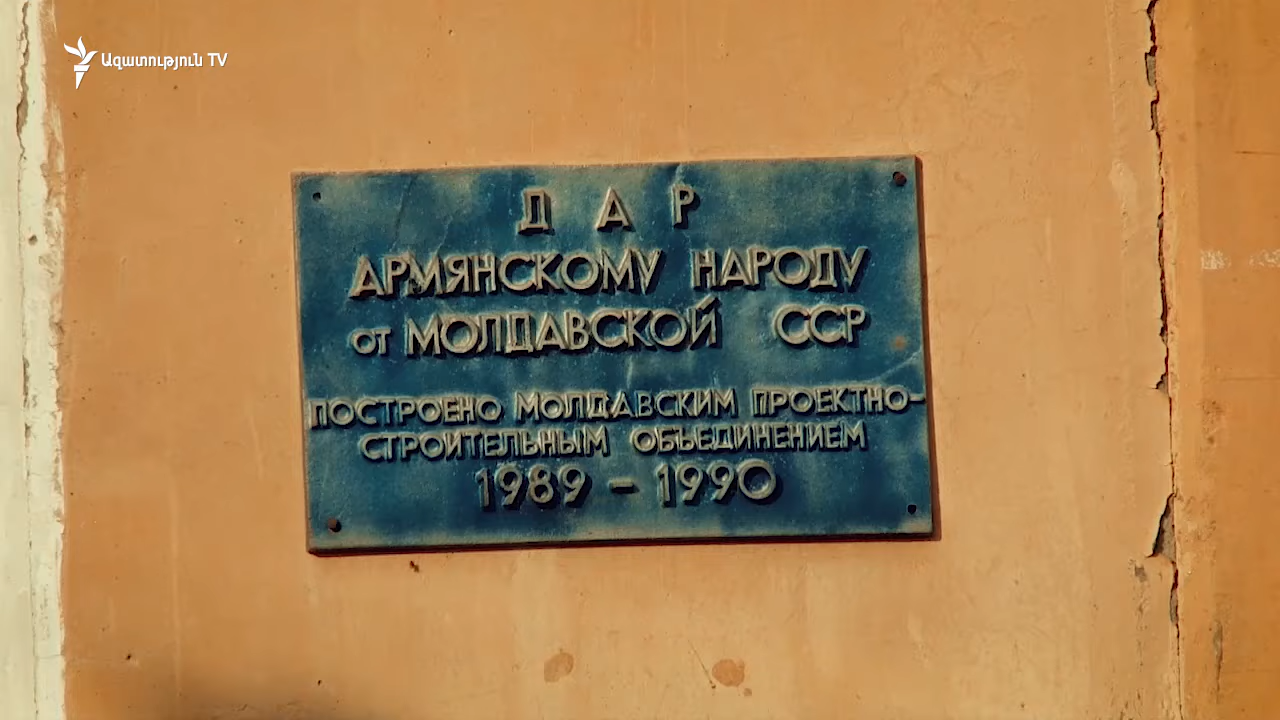 Ազատություն TV
ДАР
АРМЯНСКОМУ НАРОДУ
от МОЛДАВСКОЙ ССР
ПОСТРОЕНО МОЛДАВСКИМ ПРОЕКТНО-
СТРОИТЕЛЬНЫМ ОБЪЕДИНЕНИЕМ
1989 - 1990